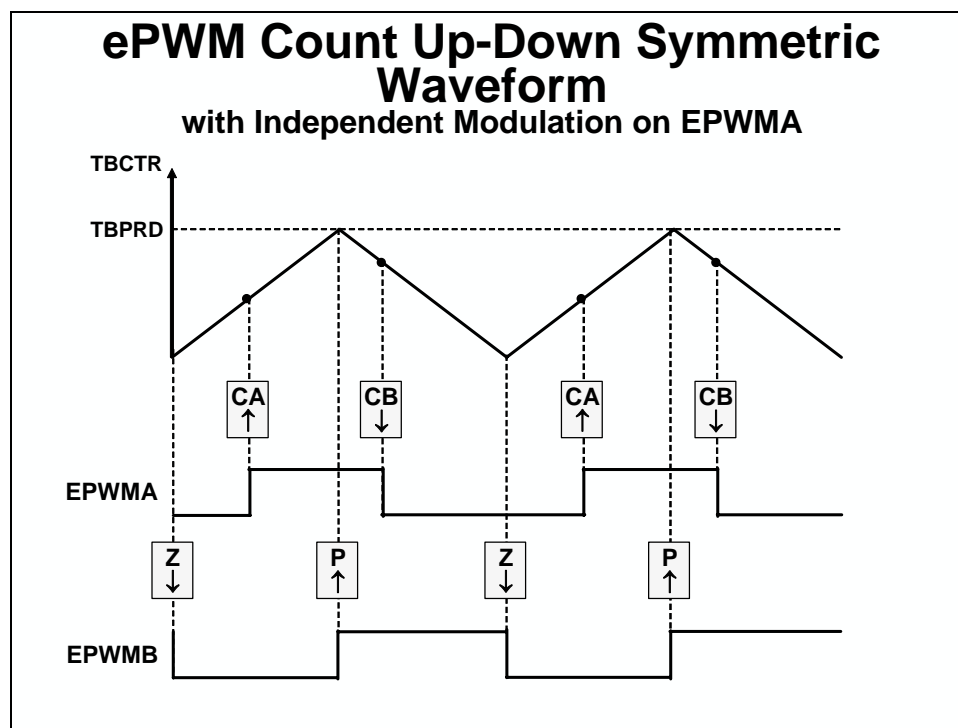 ePWM Count Up-Down Symmetric
Waveform
with Independent Modulation on EPWMA
TBCTR
TBPRD
CA
↑
CB
↓
CA
↑
CB
↓
EPWMA
Z
↓
P
↑
Z
↓
P
↑
EPWMB